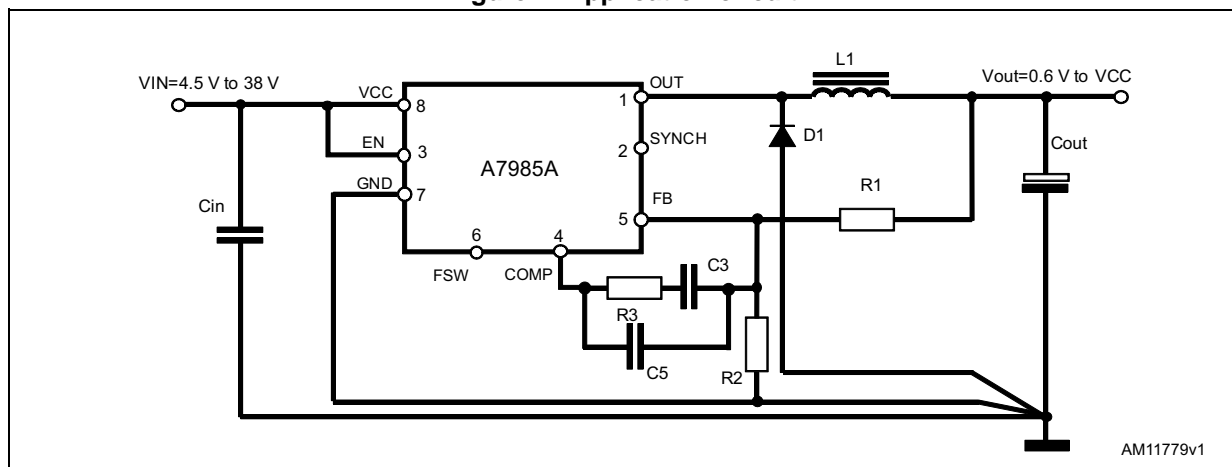 VIN=4.5 V to 38 V
VCC
8
EN
3
GND
7
A7985A
OUT
1
SYNCH
2
FB
5
6
FSW
4
COMP
L1
Vout=0.6 V to VCC
D1
Cout
R1
Cin
C3
R3
C5
R2
AM11779v1